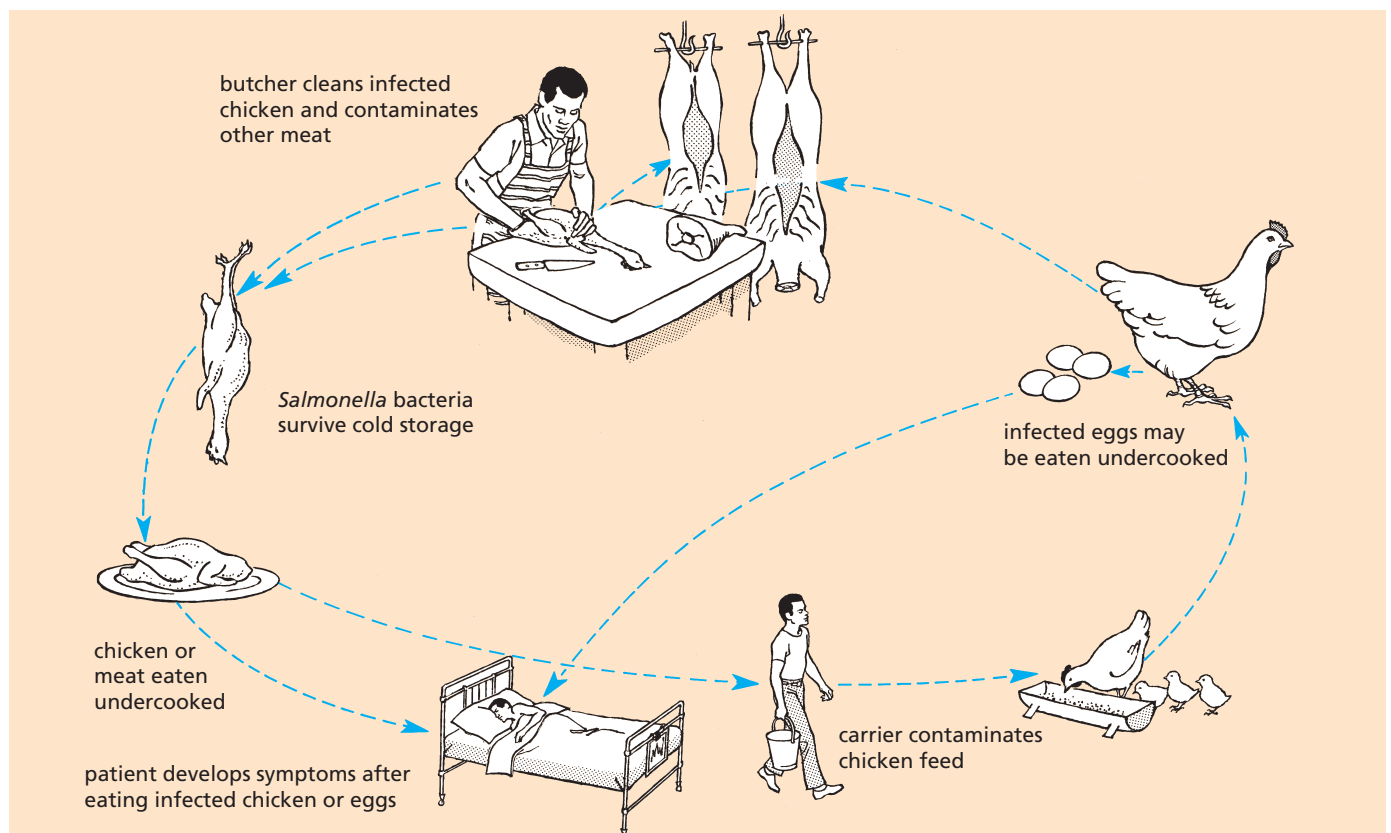 butcher cleans infected
chicken and contaminates
other meat
Salmonella bacteria
survive cold storage
infected eggs may
be eaten undercooked
chicken or
meat eaten
undercooked
carrier contaminates
chicken feed
patient develops symptoms after
eating infected chicken or eggs